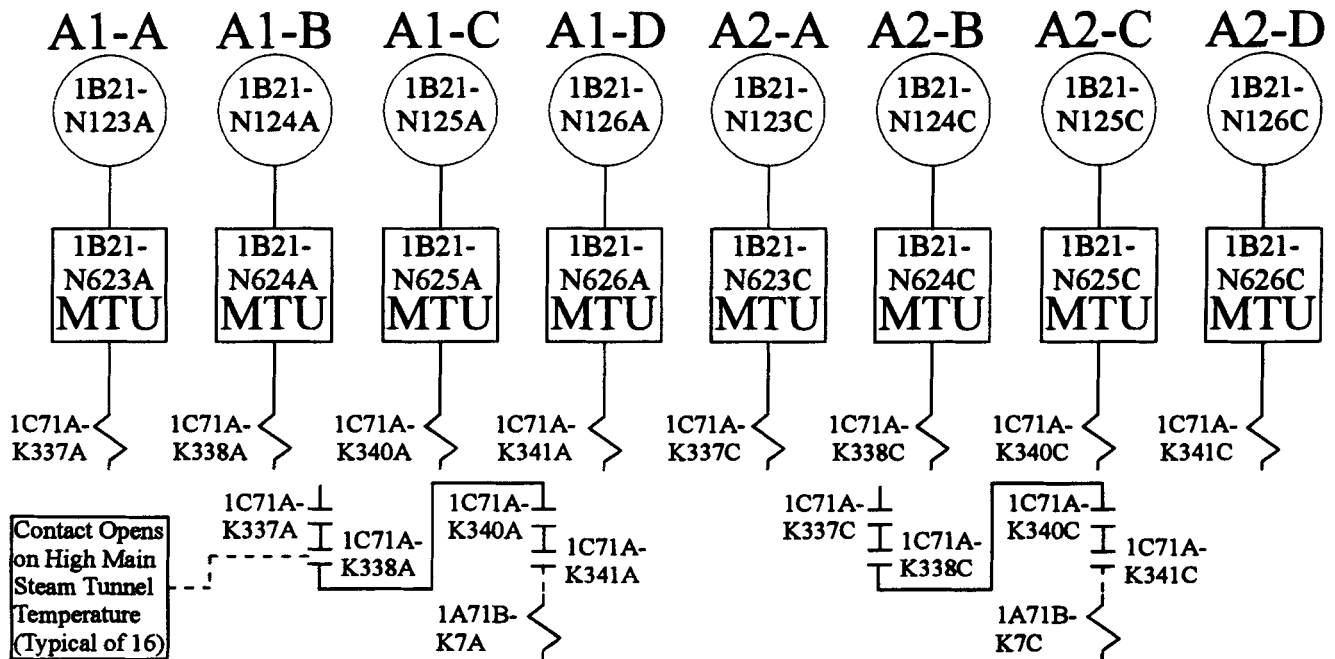 A1-A A1-B A1-C A1-D A2-A A2-B A2-C A2-D
1B21- 1B21- 1B21- 1B21- 1B21- 1B21- 1B21- 1B21-
N123A N124A N125A N126A N123C N124C N125C N126C
1B21- 1B21- 1B21- 1B21- 1B21- 1B21- 1B21- 1B21-
N623A N624A N625A N626A N623C N624C N625C N626C
MTU MTU MTU MTU MTU MTU MTU MTU
1C71A- 1C71A- 1C71A- 1C71A- 1C71A- 1C71A- 1C71A- 1C71A-
K337A K338A K340A K341A K337C K338C K340C K341C
1C71A- 1C71A- 1C71A- 1C71A-
K337A K340A K337C K340C
1C71A- 1C71A- 1C71A- 1C71A-
K338A K341A K338C K341C
1A71B- 1A71B-
K7A K7C
Contact Opens
on High Main
Steam Tunnel
Temperature
(Typical of 16)